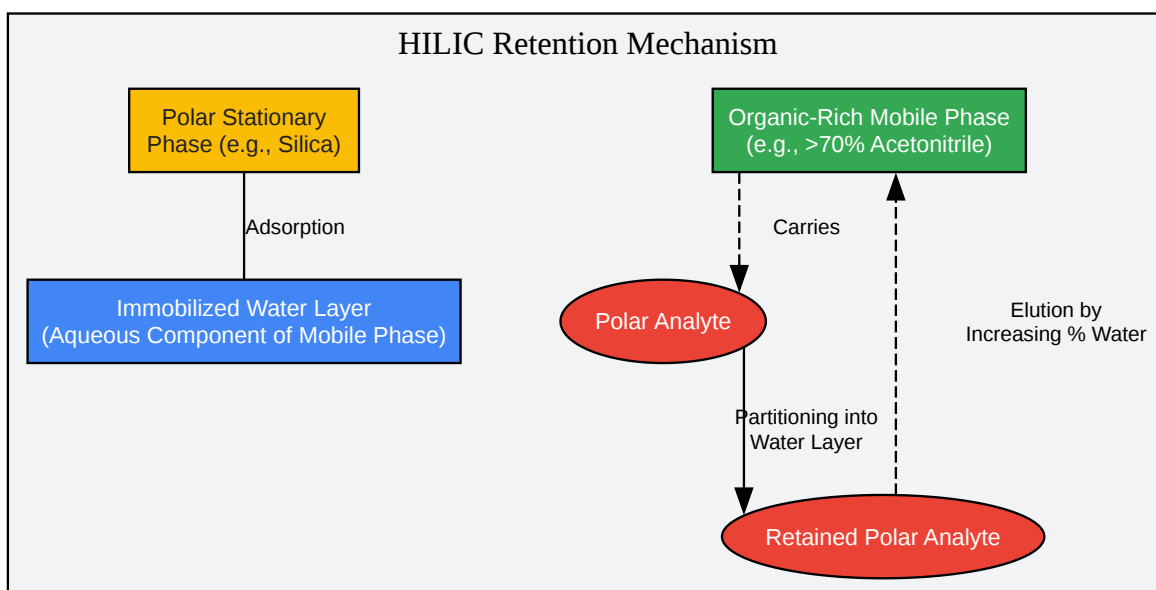 HILIC Retention Mechanism
Polar Stationary
Phase (e.g., Silica)
Organic-Rich Mobile Phase
(e.g., >70% Acetonitrile)
Adsorption
Carries
Immobilized Water Layer
(Aqueous Component of Mobile Phase)
Polar Analyte
Elution by
Increasing % Water
Partitioning into
Water Layer
Retained Polar Analyte